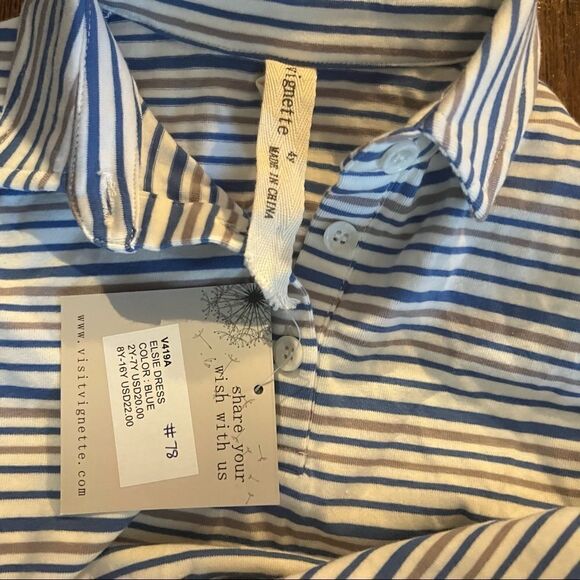 vignette
4y
MADE IN CHINA
www.visitvignette.com
V419A
ELSIE DRESS
COLOR : BLUE
2Y-7Y USD20.00
8Y-16Y USD22.00
# 78
share your
wish with us